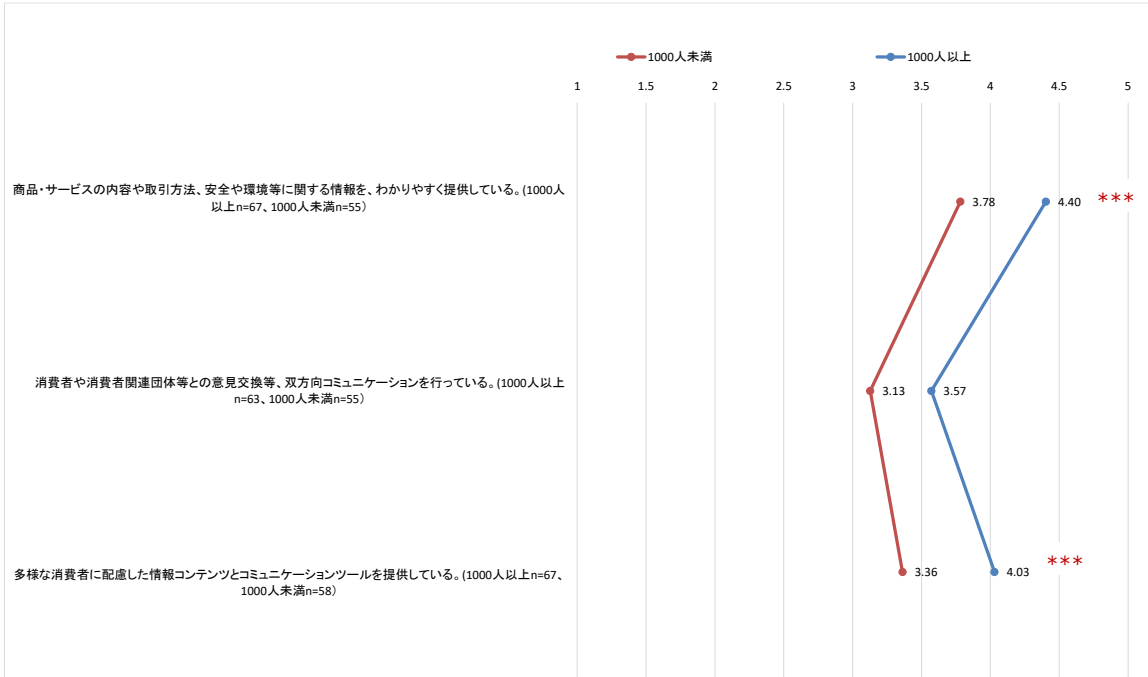 1000人未満 1000人以上
1 1.5 2 2.5 3 3.5 4 4.5 5
商品・サービスの内容や取引方法、安全や環境等に関する情報を、わかりやすく提供している。(1000人
以上n=67、1000人未満n=55)
3.78 4.40 ***
消費者や消費者関連団体等との意見交換等、双方向コミュニケーションを行っている。(1000人以上
n=63、1000人未満n=55)
3.13 3.57
多様な消費者に配慮した情報コンテンツとコミュニケーションツールを提供している。(1000人以上n=67、
1000人未満n=58)
3.36 4.03 ***